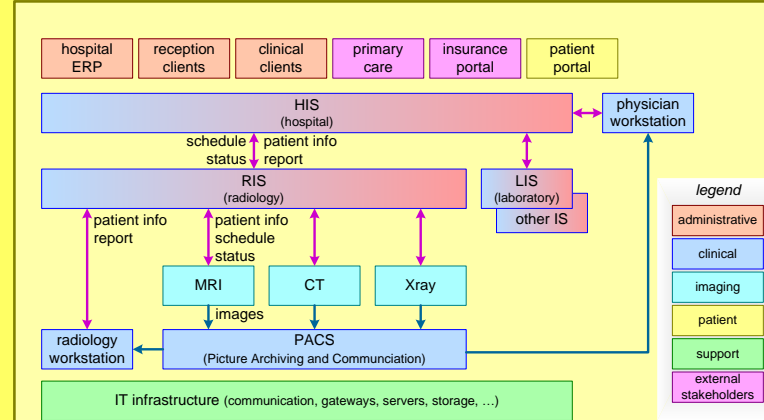 hospital
ERP
reception
clients
clinical
clients
primary
care
insurance
portal
patient
portal
HIS
(hospital)
physician
workstation
schedule
status
patient info
report
RIS
(radiology)
LIS
(laboratory)
other IS
patient info
report
patient info
schedule
status
MRI
CT
Xray
images
radiology
workstation
PACS
(Picture Archiving and Communciation)
IT infrastructure (communication, gateways, servers, storage, ...)
legend
administrative
clinical
imaging
patient
support
external
stakeholders